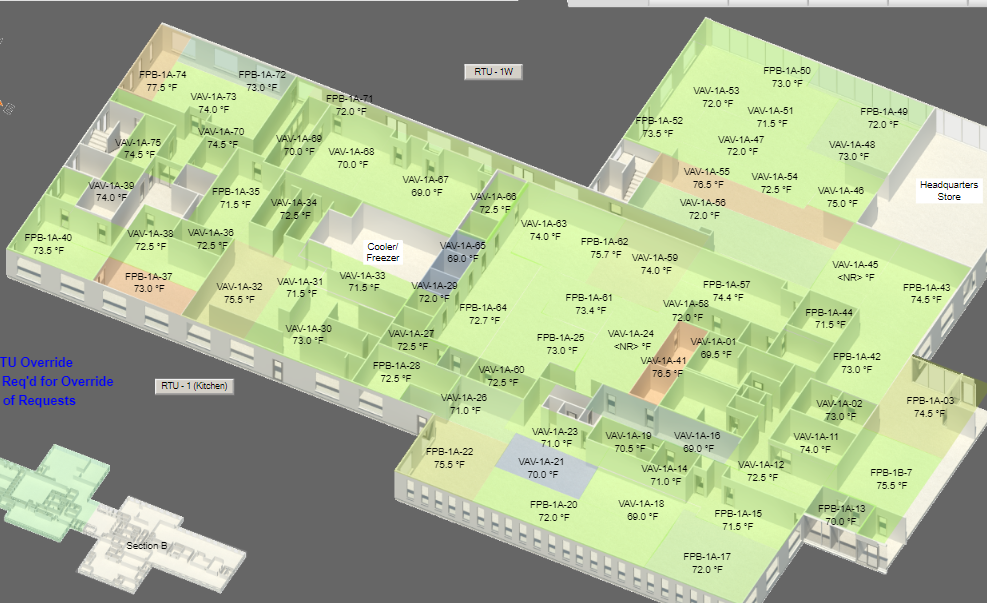 RTU - 1W
FPB-1A-74
77.5 °F
FPB-1A-72
73.0 °F
VAV-1A-73
74.0 °F
FPB-1A-71
72.0 °F
VAV-1A-70
74.5 °F
VAV-1A-75
74.5 °F
VAV-1A-69
70.0 °F
VAV-1A-68
70.0 °F
VAV-1A-67
69.0 °F
VAV-1A-66
72.5 °F
VAV-1A-39
74.0 °F
FPB-1A-35
71.5 °F
VAV-1A-34
72.5 °F
FPB-1A-40
73.5 °F
VAV-1A-38
72.5 °F
VAV-1A-36
72.5 °F
Cooler/
Freezer
VAV-1A-65
69.0 °F
FPB-1A-37
73.0 °F
VAV-1A-32
75.5 °F
VAV-1A-31
71.5 °F
VAV-1A-33
71.5 °F
VAV-1A-29
72.0 °F
VAV-1A-30
73.0 °F
VAV-1A-27
72.5 °F
FPB-1A-28
72.5 °F
FPB-1A-50
73.0 °F
VAV-1A-53
72.0 °F
VAV-1A-51
71.5 °F
FPB-1A-49
72.0 °F
FPB-1A-52
73.5 °F
VAV-1A-47
72.0 °F
VAV-1A-48
73.0 °F
VAV-1A-55
76.5 °F
VAV-1A-54
72.5 °F
VAV-1A-46
75.0 °F
Headquarters
Store
VAV-1A-56
72.0 °F
VAV-1A-63
74.0 °F
FPB-1A-62
75.7 °F
VAV-1A-59
74.0 °F
VAV-1A-45
<NR> °F
FPB-1A-57
74.4 °F
FPB-1A-43
74.5 °F
FPB-1A-64
72.7 °F
FPB-1A-61
73.4 °F
VAV-1A-58
72.0 °F
FPB-1A-44
71.5 °F
FPB-1A-25
73.0 °F
VAV-1A-24
<NR> °F
VAV-1A-01
69.5 °F
VAV-1A-41
76.5 °F
FPB-1A-42
73.0 °F
VAV-1A-60
72.5 °F
VAV-1A-26
71.0 °F
VAV-1A-02
73.0 °F
FPB-1A-03
74.5 °F
VAV-1A-23
71.0 °F
VAV-1A-19
70.5 °F
VAV-1A-16
69.0 °F
VAV-1A-11
74.0 °F
FPB-1A-22
75.5 °F
VAV-1A-21
70.0 °F
VAV-1A-14
71.0 °F
VAV-1A-12
72.5 °F
FPB-1B-7
75.5 °F
FPB-1A-20
72.0 °F
VAV-1A-18
69.0 °F
FPB-1A-15
71.5 °F
FPB-1A-13
70.0 °F
FPB-1A-17
72.0 °F
TU Override
Req'd for Override
of Requests
RTU - 1 (Kitchen)
Section B